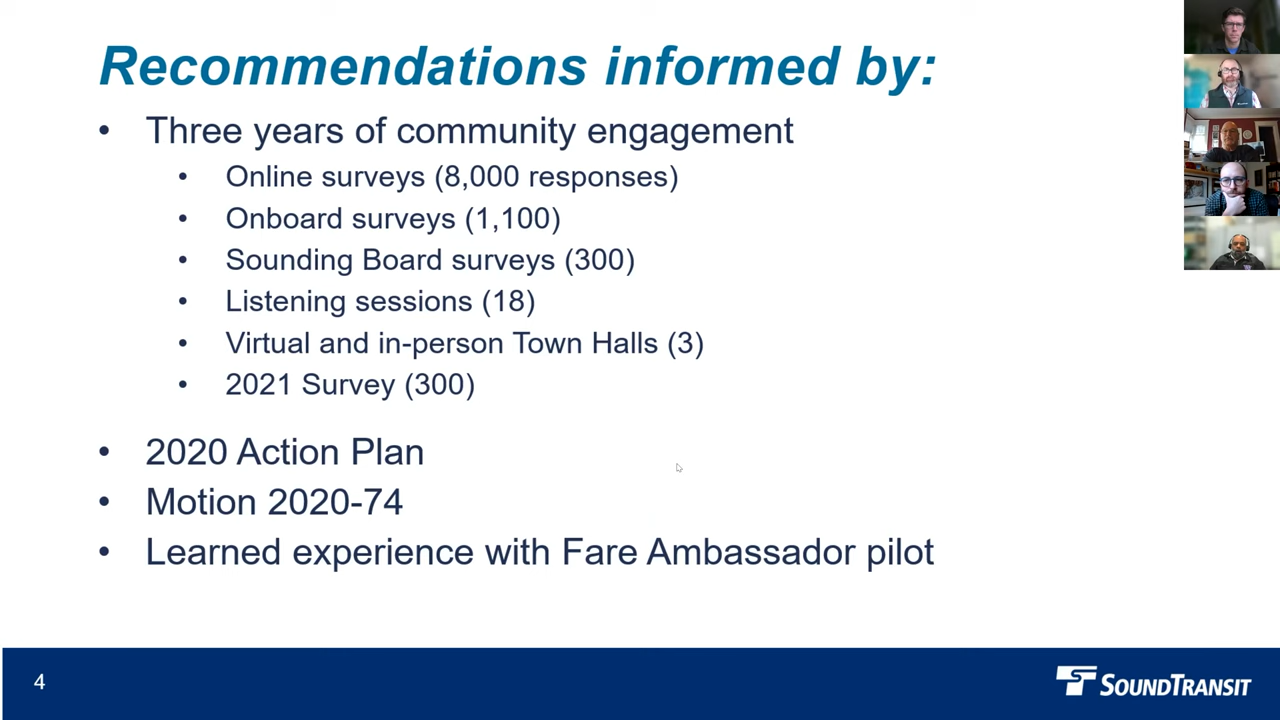 Recommendations informed by:
• Three years of community engagement
• Online surveys (8,000 responses)
• Onboard surveys (1,100)
• Sounding Board surveys (300)
• Listening sessions (18)
• Virtual and in-person Town Halls (3)
• 2021 Survey (300)
• 2020 Action Plan
• Motion 2020-74
• Learned experience with Fare Ambassador pilot
4
SOUNDTRANSIT